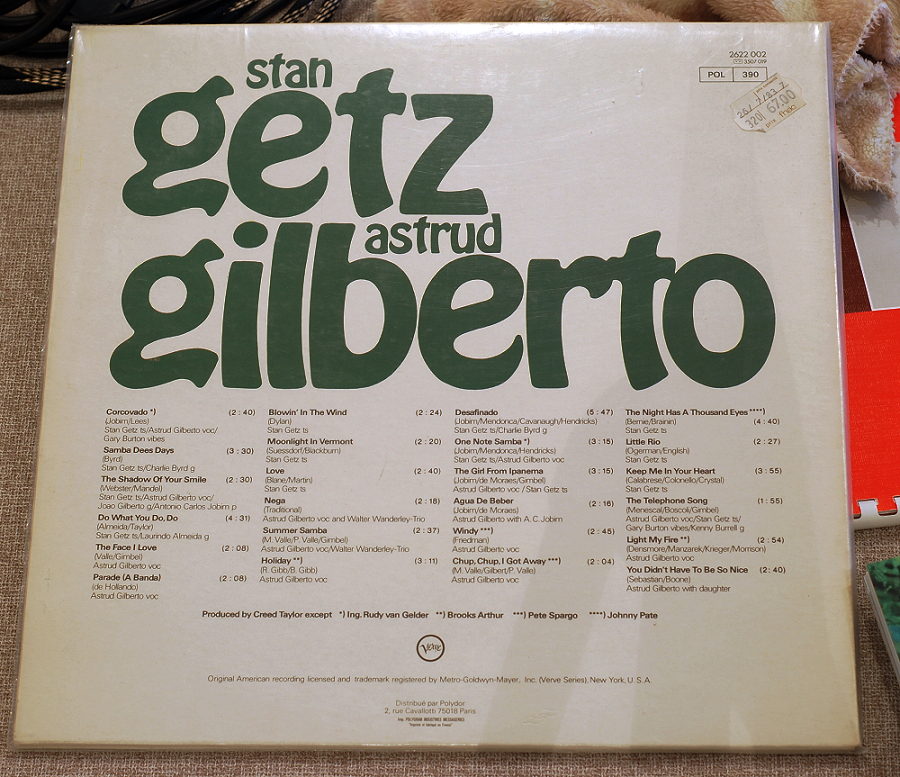 stan
getz
astrud
gilberto
2622 002
3507 019
POL 390
26/ 7/83 7
320| 67.00
prix fnac
Corcovado *) (2 : 40)
(Jobim/Lees)
Stan Getz ts/Astrud Gilberto voc/
Gary Burton vibes
Samba Dees Days (3 : 30)
(Byrd)
Stan Getz ts/Charlie Byrd g
The Shadow Of Your Smile (2 : 30)
(Webster/Mandel)
Stan Getz ts/Astrud Gilberto voc/
Joao Gilberto g/Antonio Carlos Jobim p
Do What You Do, Do (4 : 31)
(Almeida/Taylor)
Stan Getz ts/Laurindo Almeida g
The Face I Love (2 : 08)
(Valle/Gimbel)
Astrud Gilberto voc
Parade (A Banda) (2 : 08)
(de Hollando)
Astrud Gilberto voc
Blowin' In The Wind (2 : 24)
(Dylan)
Stan Getz ts
Moonlight In Vermont (2 : 20)
(Suessdorf/Blackburn)
Stan Getz ts
Love (2 : 40)
(Blane/Martin)
Stan Getz ts
Nega (2 : 18)
(Traditional)
Astrud Gilberto voc and Walter Wanderley-Trio
Summer Samba (2 : 37)
(M. Valle/P. Valle/Gimbel)
Astrud Gilberto voc/Walter Wanderley-Trio
Holiday **) (3 : 11)
(R. Gibb/B. Gibb)
Astrud Gilberto voc
Desafinado (5 : 47)
(Jobim/Mendonca/Cavanaugh/Hendricks)
Stan Getz ts/Charlie Byrd g
One Note Samba *) (3 : 15)
(Jobim/Mendonca/Hendricks)
Stan Getz ts/Astrud Gilberto voc
The Girl From Ipanema (3 : 15)
(Jobim/de Moraes/Gimbel)
Astrud Gilberto voc / Stan Getz ts
Agua De Beber (2 : 16)
(Jobim/de Moraes)
Astrud Gilberto with A. C. Jobim
Windy ***) (2 : 45)
(Friedman)
Astrud Gilberto voc
Chup, Chup, I Got Away ***) (2 : 04)
(M. Valle/Gilbert/P. Valle)
Astrud Gilberto voc
The Night Has A Thousand Eyes ****)
(Bernie/Brainin) (4 : 40)
Stan Getz ts
Little Rio (2 : 27)
(Ogerman/English)
Stan Getz ts
Keep Me In Your Heart (3 : 55)
(Calabrese/Colonello/Crystal)
Stan Getz ts
The Telephone Song (1 : 55)
(Menescal/Boscoli/Gimbel)
Astrud Gilberto voc/Stan Getz ts/
Gary Burton vibes/Kenny Burrell g
Light My Fire **) (2 : 54)
(Densmore/Manzarek/Krieger/Morrison)
Astrud Gilberto voc
You Didn't Have To Be So Nice (2 : 40)
(Sebastian/Boone)
Astrud Gilberto with daughter
Produced by Creed Taylor except *) Ing. Rudy van Gelder **) Brooks Arthur ***) Pete Spargo ****) Johnny Pate
Verve
Original American recording licensed and trademark registered by Metro-Goldwyn-Mayer, Inc. (Verve Series), New York, U. S. A.
Distribué par Polydor
2, rue Cavallotti 75018 Paris
Imp. POLYGRAM INDUSTRIES MESSAGERIES